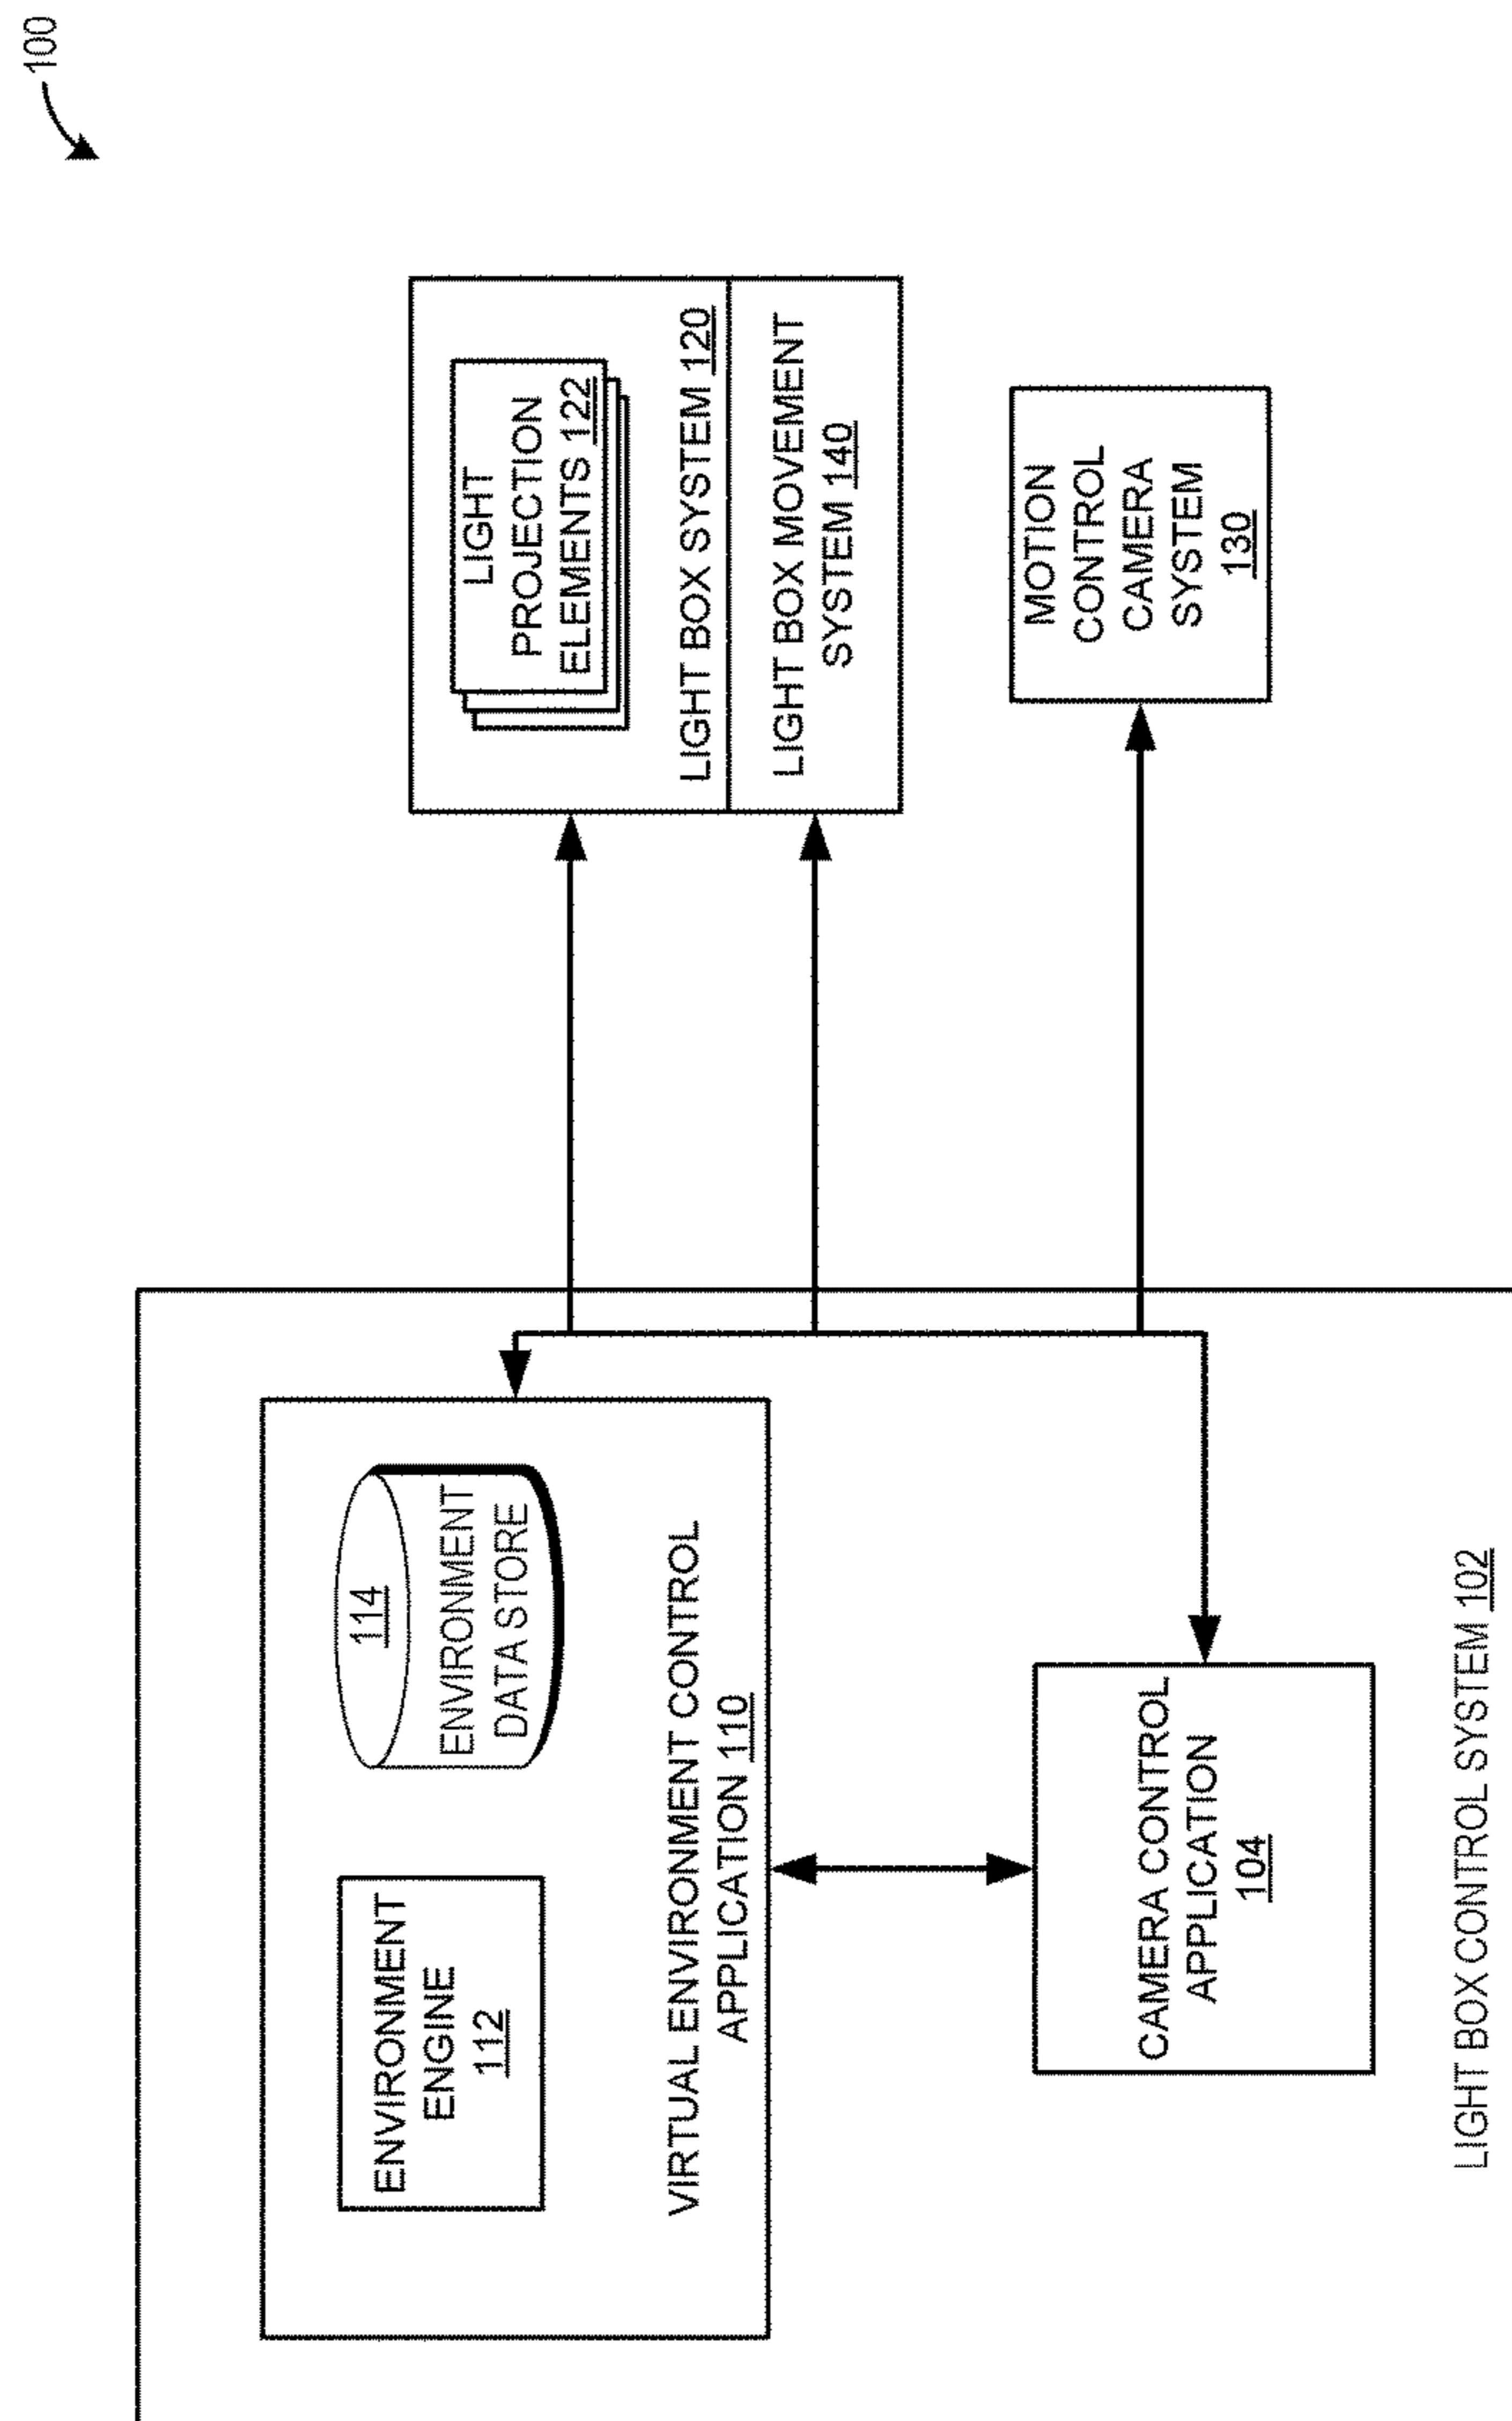 100
LIGHT
PROJECTION
ELEMENTS 122
LIGHT BOX SYSTEM 120
LIGHT BOX MOVEMENT
SYSTEM 140
MOTION
CONTROL
CAMERA
SYSTEM
130
ENVIRONMENT
ENGINE
112
114
ENVIRONMENT
DATA STORE
VIRTUAL ENVIRONMENT CONTROL
APPLICATION 110
CAMERA CONTROL
APPLICATION
104
LIGHT BOX CONTROL SYSTEM 102